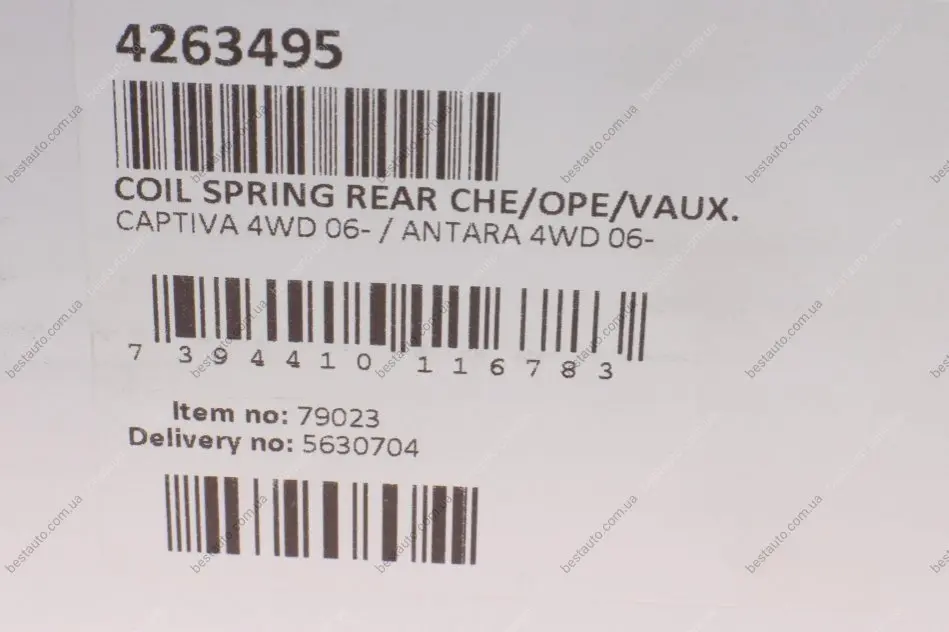 4263495
COIL SPRING REAR CHE/OPE/VAUX.
CAPTIVA 4WD 06- / ANTARA 4WD 06-
7 394410 116783
Item no: 79023
Delivery no: 5630704
bestauto.com.ua